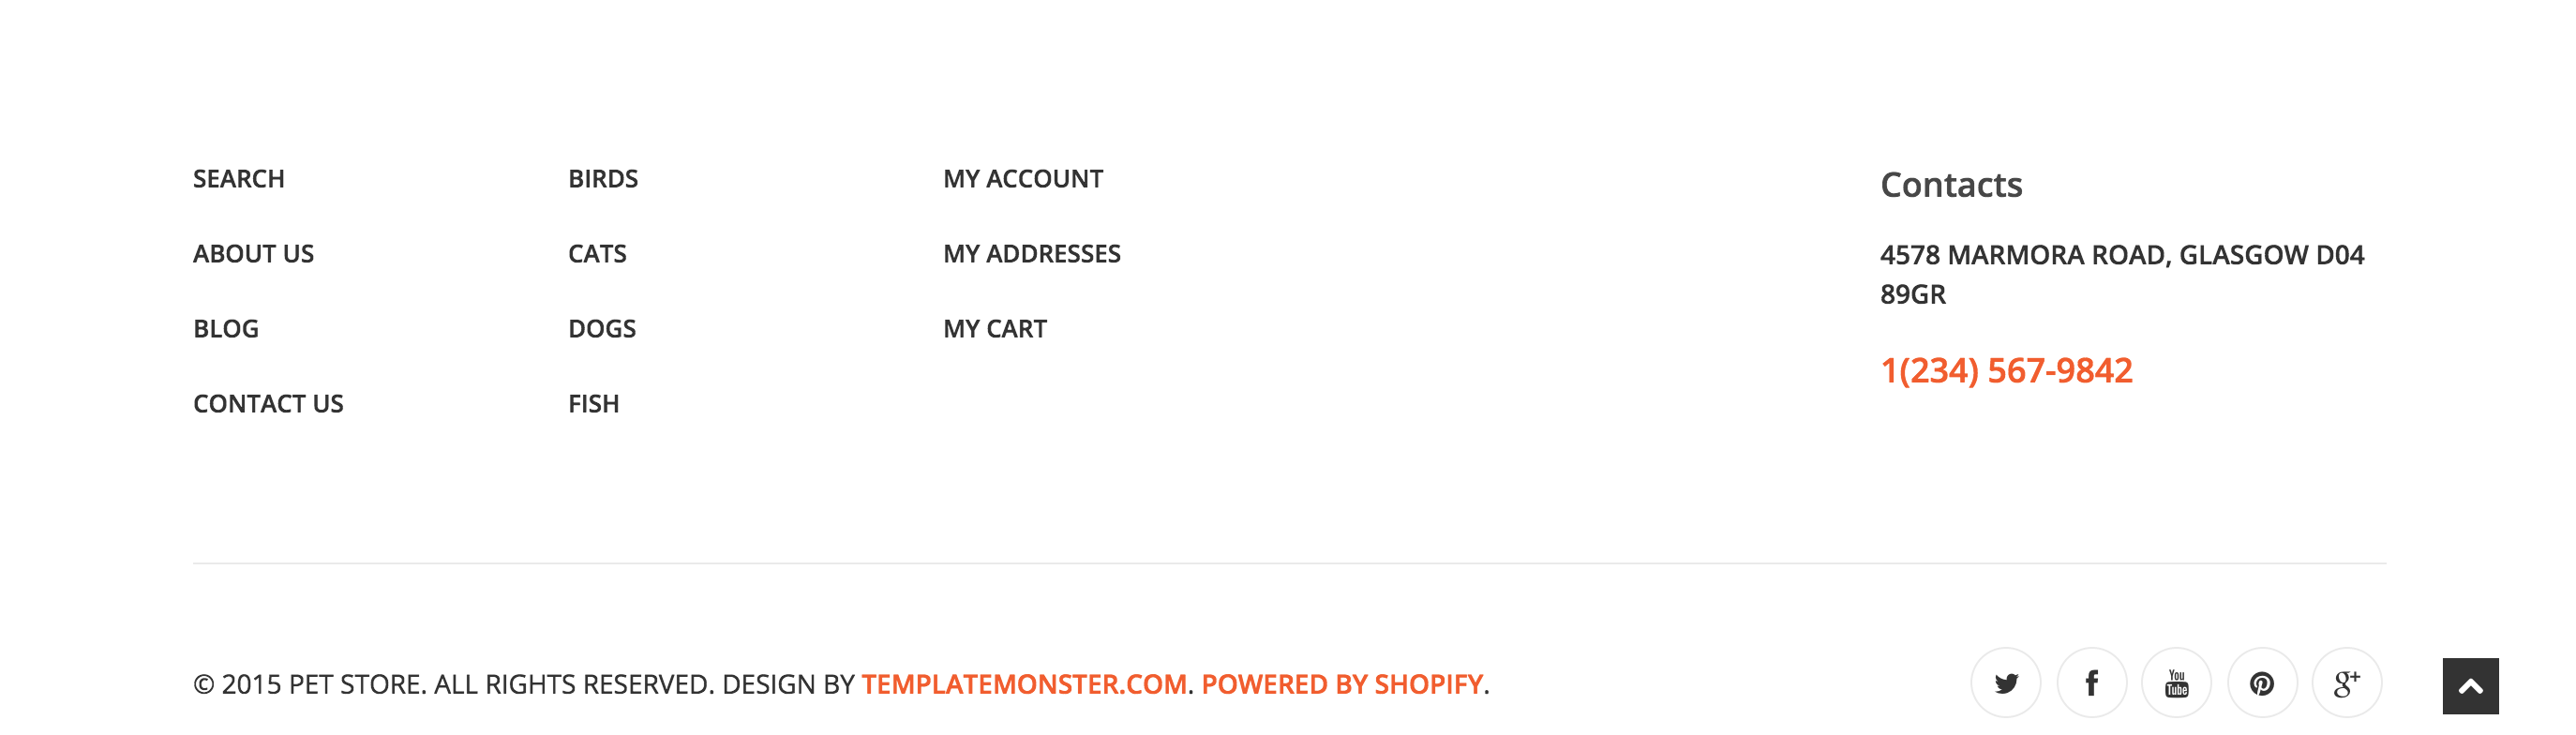 SEARCH
ABOUT US
BLOG
CONTACT US
BIRDS
CATS
DOGS
FISH
MY ACCOUNT
MY ADDRESSES
MY CART
Contacts
4578 MARMORA ROAD, GLASGOW D04
89GR
1(234) 567-9842
© 2015 PET STORE. ALL RIGHTS RESERVED. DESIGN BY TEMPLATEMONSTER.COM. POWERED BY SHOPIFY.
You
Tube
g+